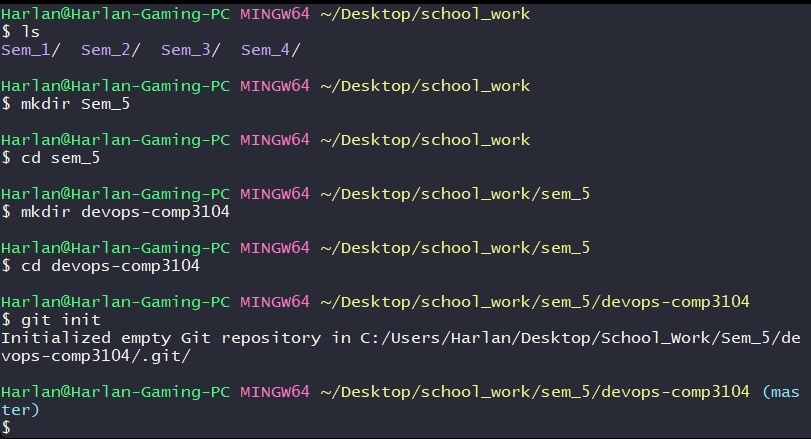 Harlan@Harlan-Gaming-PC MINGW64 ~/Desktop/school_work
$ ls
Sem_1/  Sem_2/  Sem_3/  Sem_4/
Harlan@Harlan-Gaming-PC MINGW64 ~/Desktop/school_work
$ mkdir Sem_5
Harlan@Harlan-Gaming-PC MINGW64 ~/Desktop/school_work
$ cd sem_5
Harlan@Harlan-Gaming-PC MINGW64 ~/Desktop/school_work/sem_5
$ mkdir devops-comp3104
Harlan@Harlan-Gaming-PC MINGW64 ~/Desktop/school_work/sem_5
$ cd devops-comp3104
Harlan@Harlan-Gaming-PC MINGW64 ~/Desktop/school_work/sem_5/devops-comp3104
$ git init
Initialized empty Git repository in C:/Users/Harlan/Desktop/School_Work/Sem_5/de
vops-comp3104/.git/
Harlan@Harlan-Gaming-PC MINGW64 ~/Desktop/school_work/sem_5/devops-comp3104 (mas
ter)
$